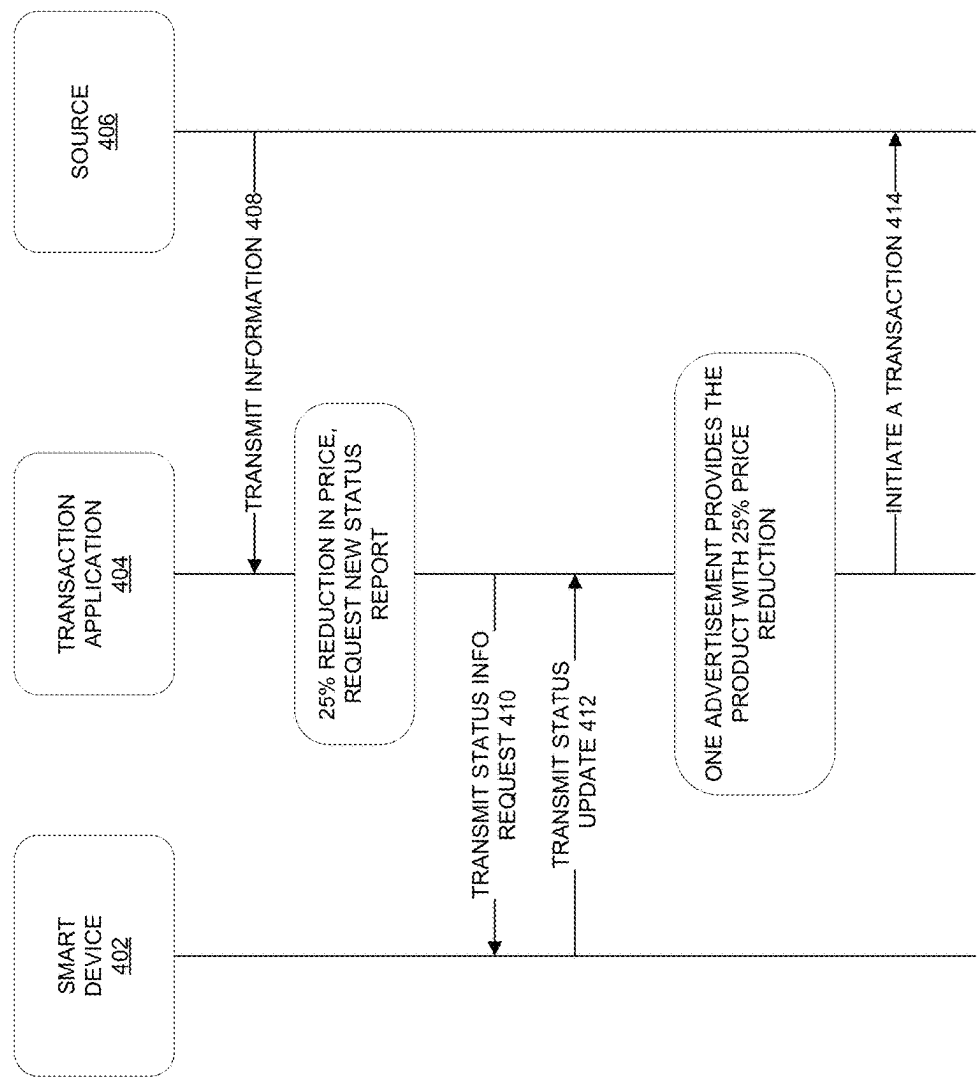 SMART
DEVICE
402
TRANSACTION
APPLICATION
404
SOURCE
406
TRANSMIT INFORMATION 408
25% REDUCTION IN PRICE,
REQUEST NEW STATUS
REPORT
TRANSMIT STATUS INFO
REQUEST 410
TRANSMIT STATUS
UPDATE 412
ONE ADVERTISEMENT PROVIDES THE
PRODUCT WITH 25% PRICE
REDUCTION
INITIATE A TRANSACTION 414